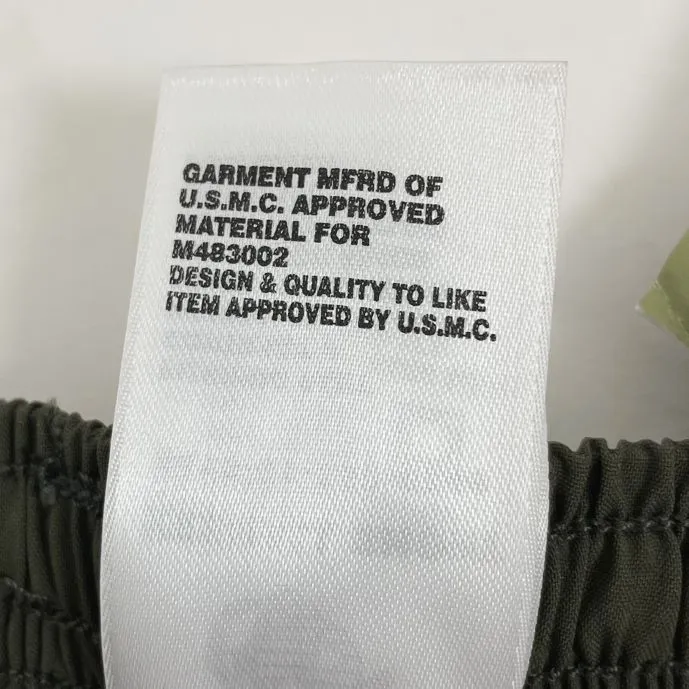 GARMENT MFRD OF
U.S.M.C. APPROVED
MATERIAL FOR
M483002
DESIGN & QUALITY TO LIKE
ITEM APPROVED BY U.S.M.C.